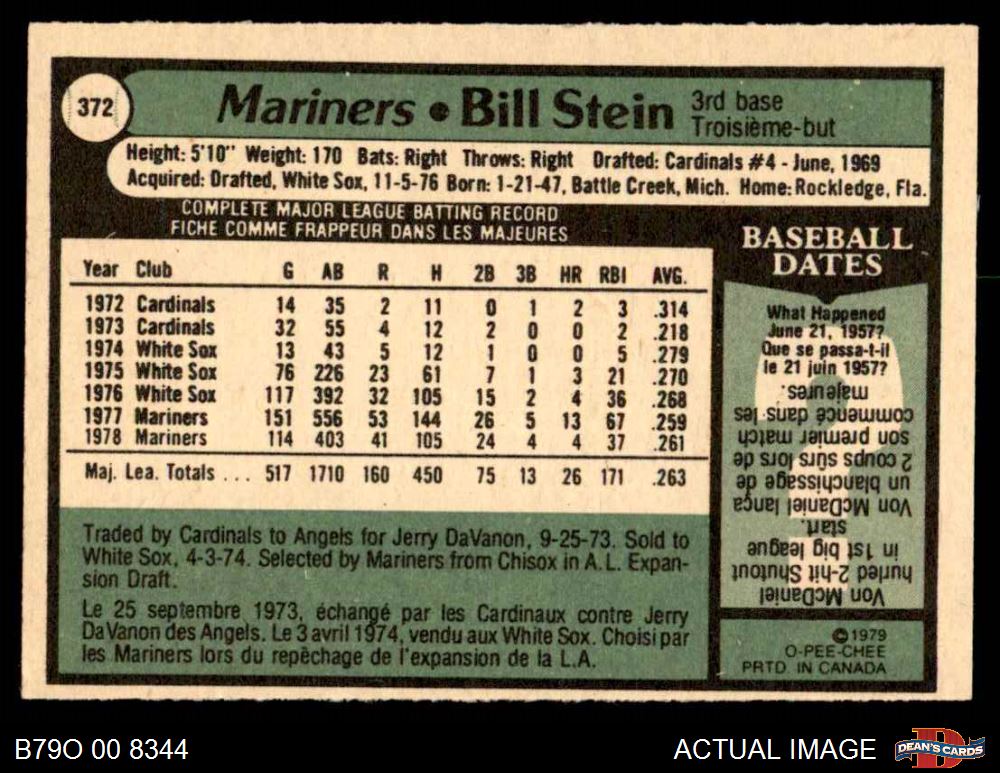 372
Mariners • Bill Stein
3rd base
Troisième-but
Height: 5'10" Weight: 170 Bats: Right Throws: Right Drafted: Cardinals #4 - June, 1969
Acquired: Drafted, White Sox, 11-5-76 Born: 1-21-47, Battle Creek, Mich. Home: Rockledge, Fla.
COMPLETE MAJOR LEAGUE BATTING RECORD
FICHE COMME FRAPPEUR DANS LES MAJEURES
Year Club G AB R H 2B 3B HR RBI AVG.
1972 Cardinals 14 35 2 11 0 1 2 3 .314
1973 Cardinals 32 55 4 12 2 0 0 2 .218
1974 White Sox 13 43 5 12 1 0 0 5 .279
1975 White Sox 76 226 23 61 7 1 3 21 .270
1976 White Sox 117 392 32 105 15 2 4 36 .268
1977 Mariners 151 556 53 144 26 5 13 67 .259
1978 Mariners 114 403 41 105 24 4 4 37 .261
Maj. Lea. Totals ... 517 1710 160 450 75 13 26 171 .263
Traded by Cardinals to Angels for Jerry DaVanon, 9-25-73. Sold to
White Sox, 4-3-74. Selected by Mariners from Chisox in A.L. Expan-
sion Draft.
Le 25 septembre 1973, échangé par les Cardinaux contre Jerry
DaVanon des Angels. Le 3 avril 1974, vendu aux White Sox. Choisi par
les Mariners lors du repêchage de l'expansion de la L.A.
BASEBALL
DATES
What Happened
June 21, 1957?
Que se passa-t-il
le 21 juin 1957?
Von McDaniel
hurled 2-hit Shutout
in 1st big league
start.
Von McDaniel lança
un blanchissage de
2 coups sûrs lors de
son premier match
commencé dans les
majeures.
©1979
O-PEE-CHEE
PRTD. IN CANADA
B79O 00 8344
ACTUAL IMAGE
DEAN'S CARDS